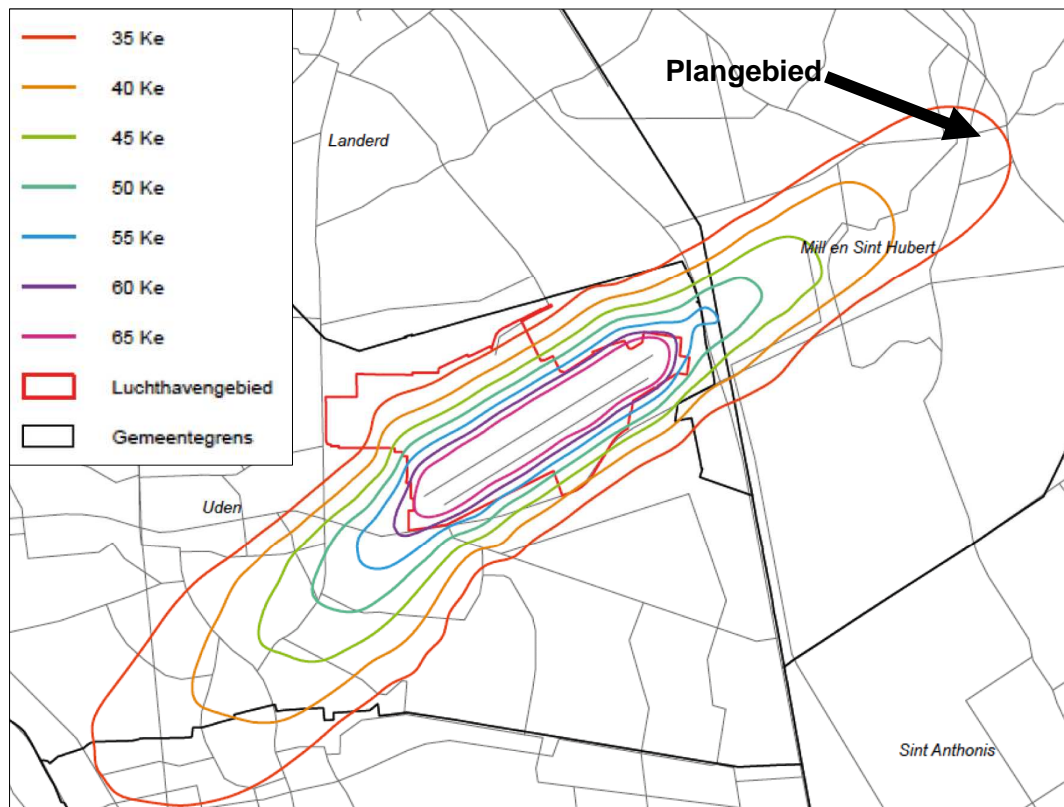 35 Ke
40 Ke
45 Ke
50 Ke
55 Ke
60 Ke
65 Ke
Luchthavengebied
Gemeentegrens
Plangebied
Landerd
Mill en Sint Hubert
Uden
Sint Anthonis